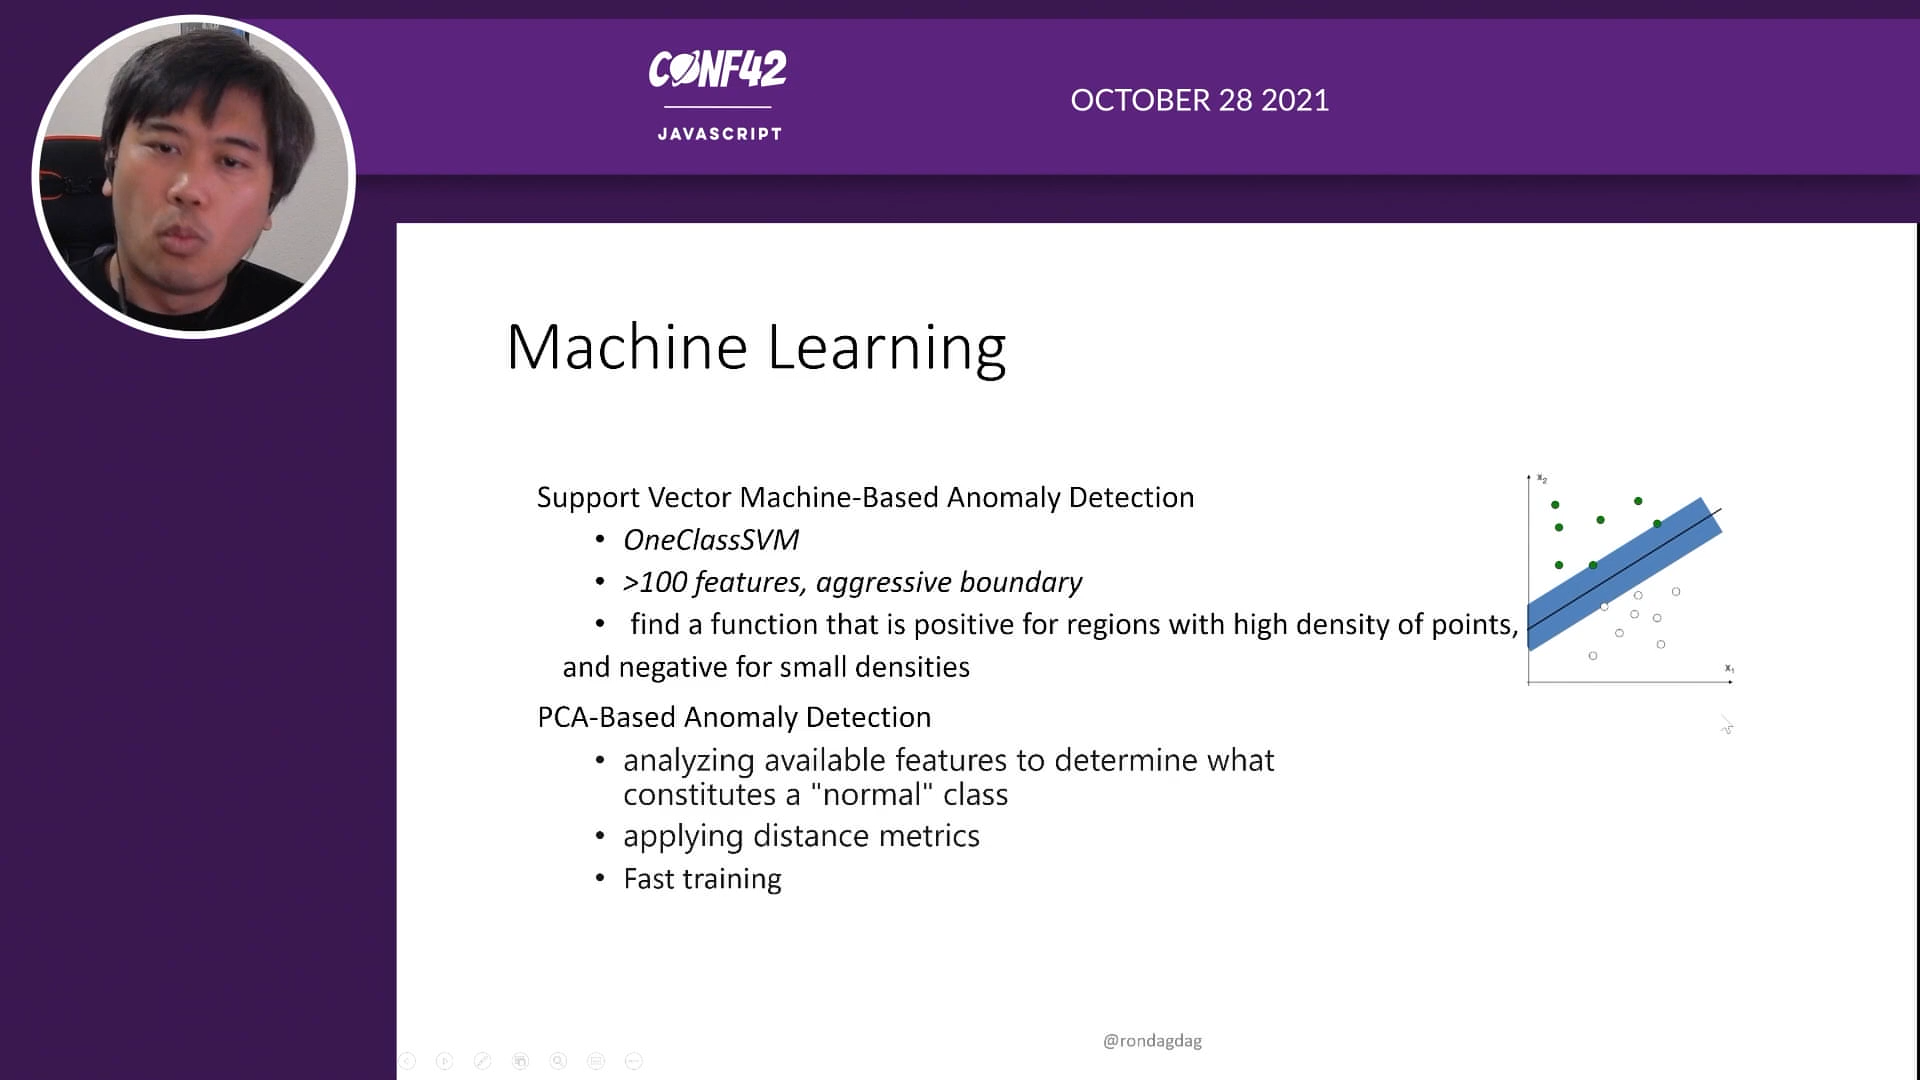 CONF42
JAVASCRIPT
OCTOBER 28 2021
Machine Learning
Support Vector Machine-Based Anomaly Detection
• OneClassSVM
• >100 features, aggressive boundary
• find a function that is positive for regions with high density of points,
and negative for small densities
PCA-Based Anomaly Detection
• analyzing available features to determine what
constitutes a "normal" class
• applying distance metrics
• Fast training
x2
x1
@rondagdag